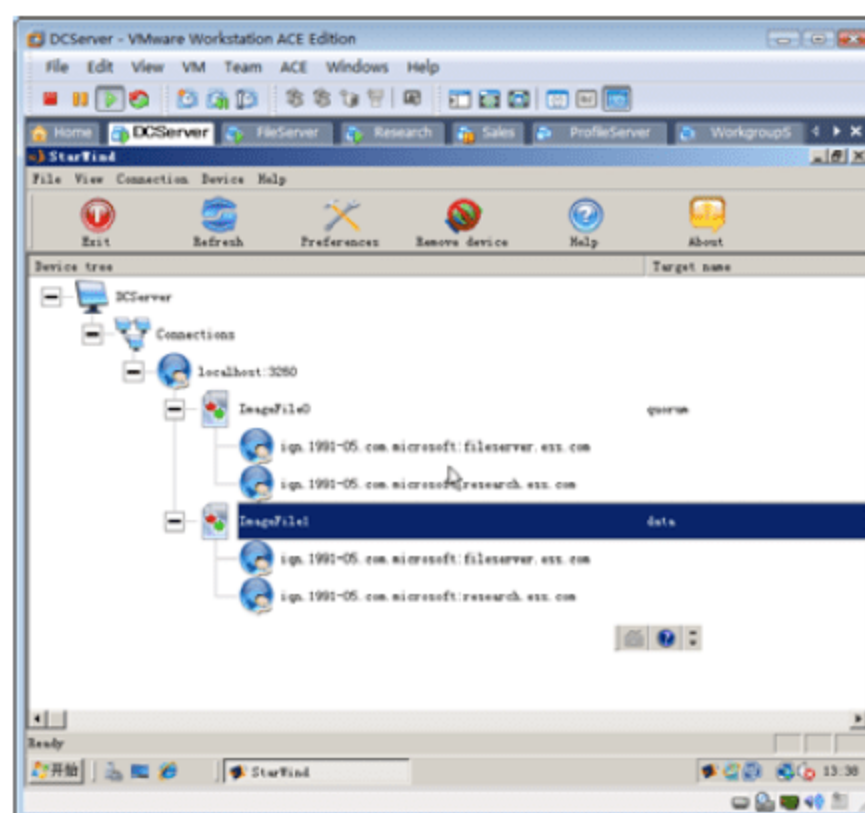 DCServer - VMware Workstation ACE Edition
File Edit View VM Team ACE Windows Help
Home DCServer FileServer Research Sales ProfileServer WorkgroupS
StarWind
File View Connection Device Help
Exit Refresh Preferences Remove device Help About
Device tree Target name
DCServer
Connections
localhost:3260
ImageFile0 quorum
iqn.1991-05.com.microsoft:fileserver.ess.com
iqn.1991-05.com.microsoft:research.ess.com
ImageFile1 data
iqn.1991-05.com.microsoft:fileserver.ess.com
iqn.1991-05.com.microsoft:research.ess.com
Ready
开始 StarWind 13:38